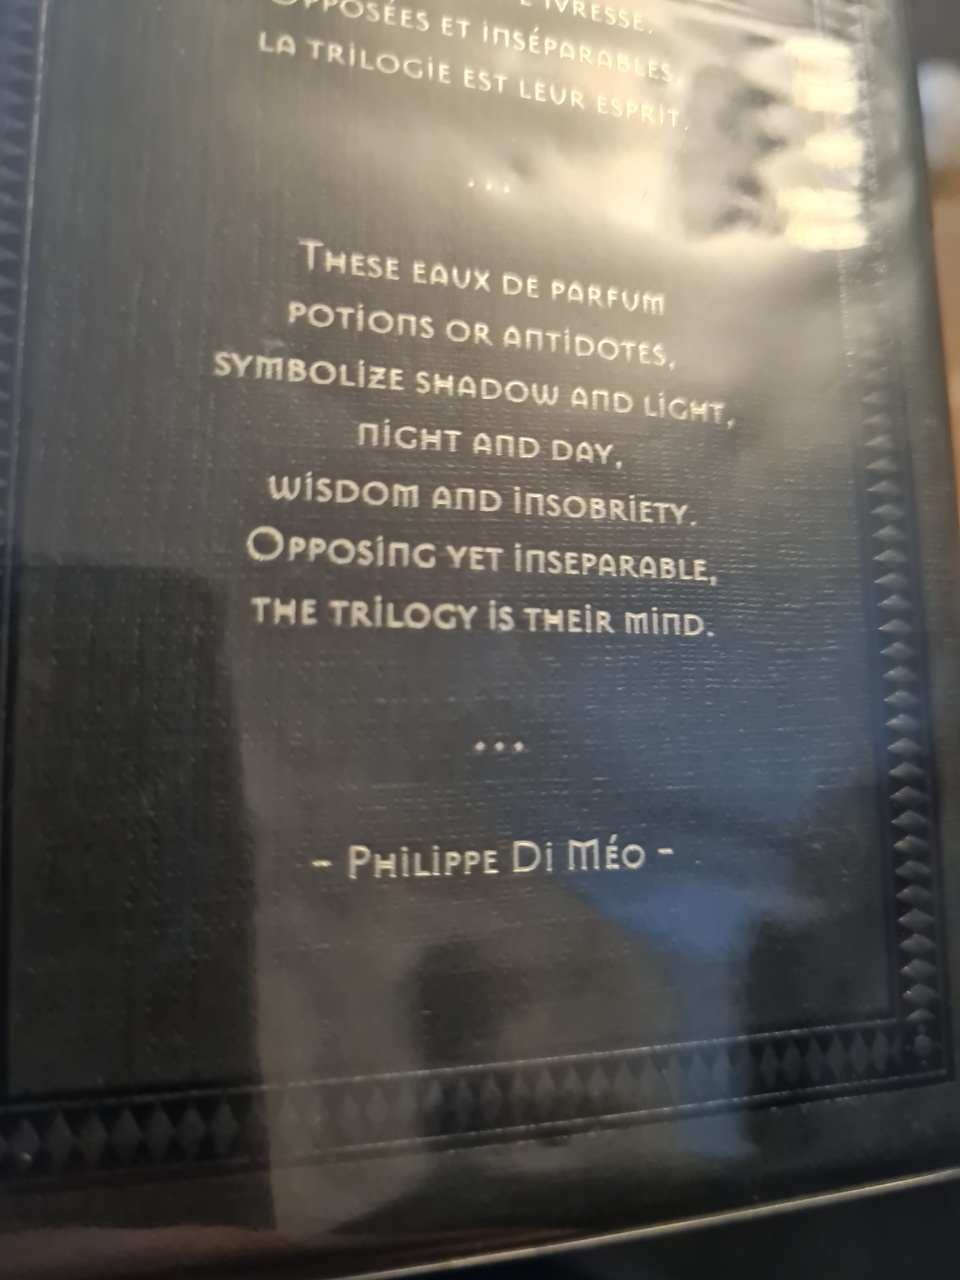 IVRESSE.
OPPOSÉES ET INSÉPARABLES,
LA TRILOGIE EST LEUR ESPRIT.
...
THESE EAUX DE PARFUM
POTIONS OR ANTIDOTES,
SYMBOLIZE SHADOW AND LIGHT,
NIGHT AND DAY,
WISDOM AND INSOBRIETY.
OPPOSING YET INSEPARABLE,
THE TRILOGY IS THEIR MIND.
...
- PHILIPPE DI MÉO -